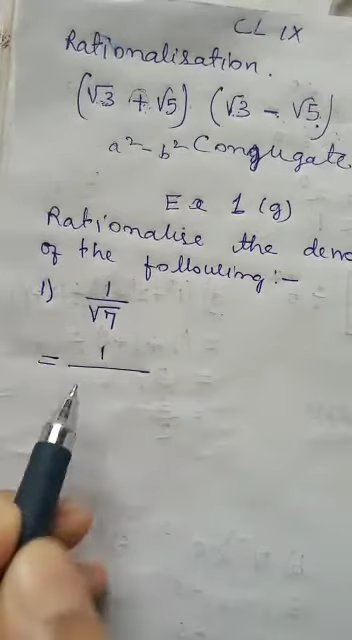 CL IX
Rationalisation.
(√3 + √5) (√3 - √5)
a²-b² Congugate
Ex 1 (g)
Rationalise the deno
of the following:-
1) 1/√7
= 1